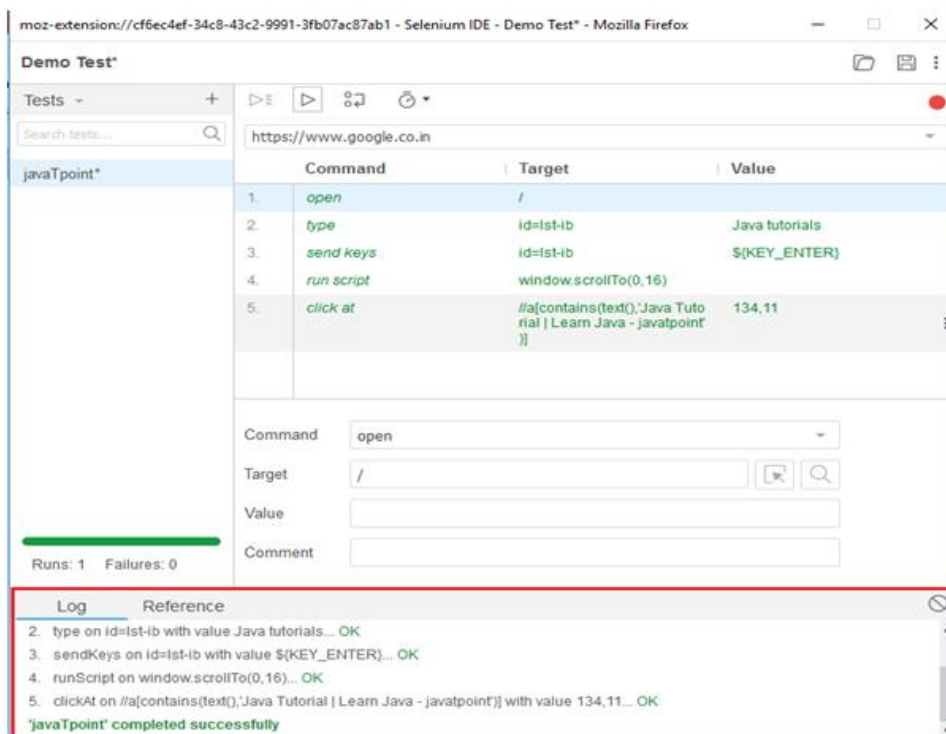 moz-extension://cf6ec4ef-34c8-43c2-9991-3fb07ac87ab1 - Selenium IDE - Demo Test* - Mozilla Firefox
Demo Test*
Tests
Search tests...
javaTpoint*
Runs: 1 Failures: 0
https://www.google.co.in
Command Target Value
1. open /
2. type id=lst-ib Java tutorials
3. send keys id=lst-ib ${KEY_ENTER}
4. run script window.scrollTo(0,16)
5. click at //a[contains(text(),'Java Tuto 134,11
rial | Learn Java - javatpoint'
)]
Command open
Target /
Value
Comment
Log Reference
2. type on id=lst-ib with value Java tutorials... OK
3. sendKeys on id=lst-ib with value ${KEY_ENTER}... OK
4. runScript on window.scrollTo(0,16)... OK
5. clickAt on //a[contains(text(),'Java Tutorial | Learn Java - javatpoint')] with value 134,11... OK
'javaTpoint' completed successfully